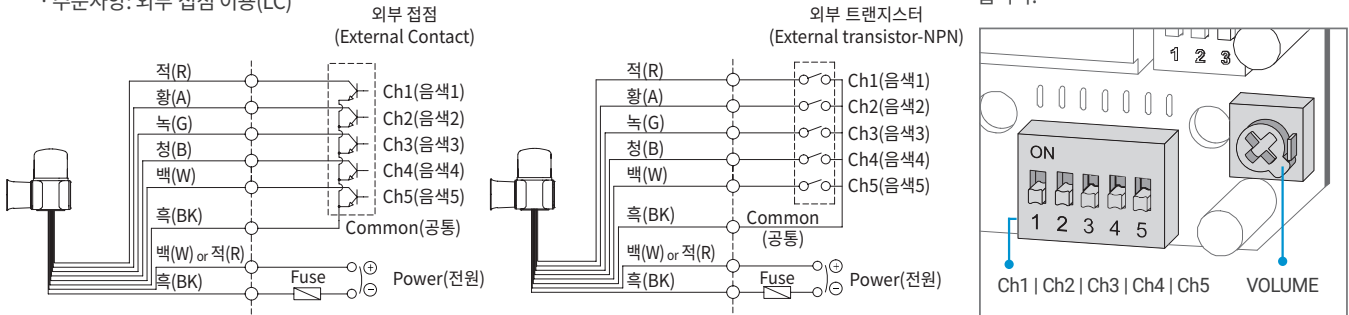 · 주문사항: 외부 접점 이용(LC)
외부 접점
(External Contact)
적(R)
황(A)
녹(G)
청(B)
백(W)
흑(BK)
백(W) or 적(R)
흑(BK)
Ch1(음색1)
Ch2(음색2)
Ch3(음색3)
Ch4(음색4)
Ch5(음색5)
Common(공통)
Fuse
Power(전원)
외부 트랜지스터
(External transistor-NPN)
적(R)
황(A)
녹(G)
청(B)
백(W)
흑(BK)
백(W) or 적(R)
흑(BK)
Ch1(음색1)
Ch2(음색2)
Ch3(음색3)
Ch4(음색4)
Ch5(음색5)
Common
(공통)
Fuse
Power(전원)
1 2 3
ON
1 2 3 4 5
Ch1 | Ch2 | Ch3 | Ch4 | Ch5
VOLUME